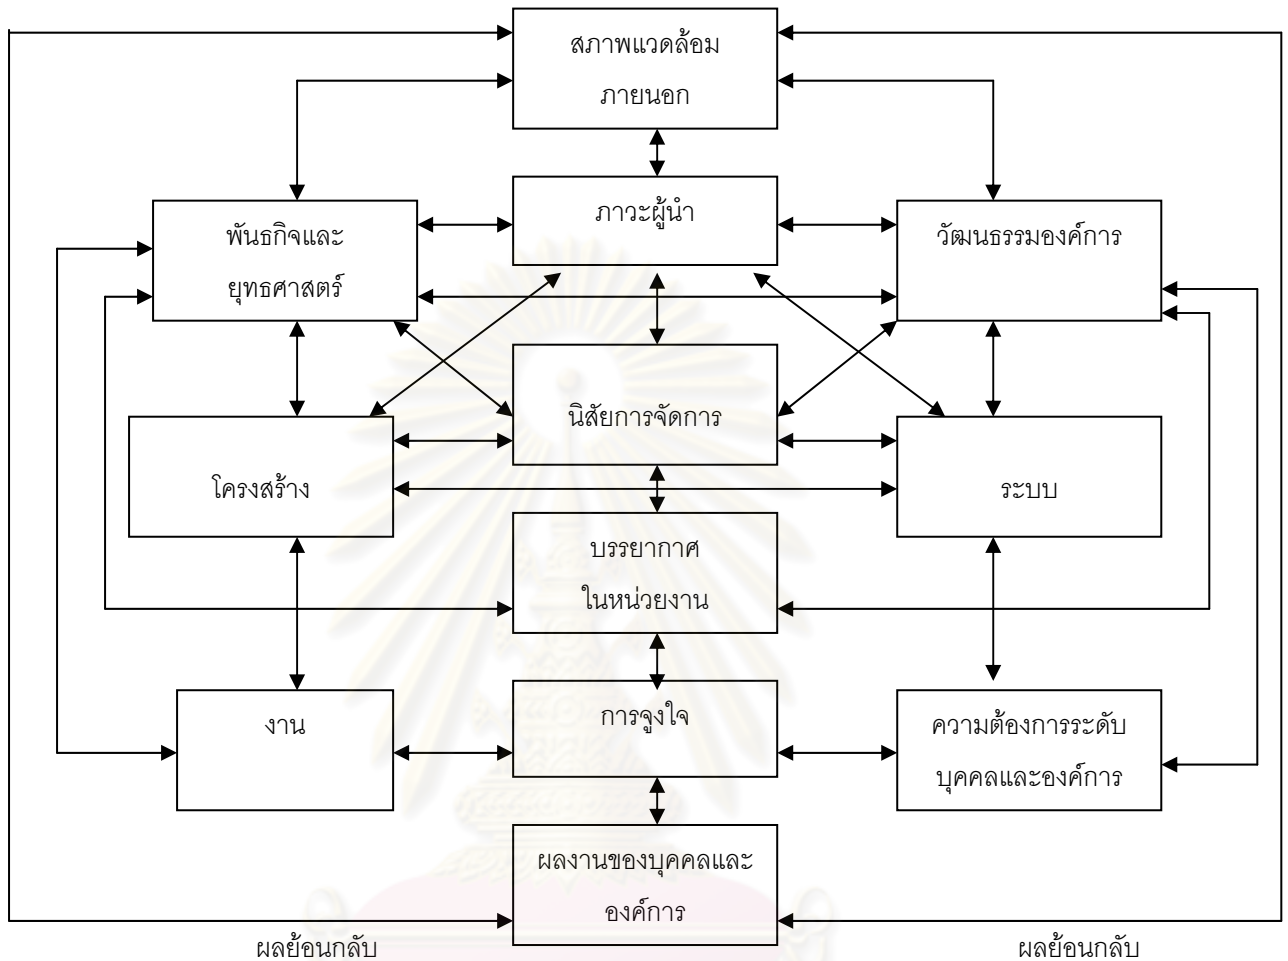 สภาพแวดล้อม
ภายนอก
ภาวะผู้นำ
พันธกิจและ
ยุทธศาสตร์
วัฒนธรรมองค์การ
นิสัยการจัดการ
โครงสร้าง
ระบบ
บรรยากาศ
ในหน่วยงาน
งาน
การจูงใจ
ความต้องการระดับ
บุคคลและองค์การ
ผลงานของบุคคลและ
องค์การ
ผลย้อนกลับ
ผลย้อนกลับ